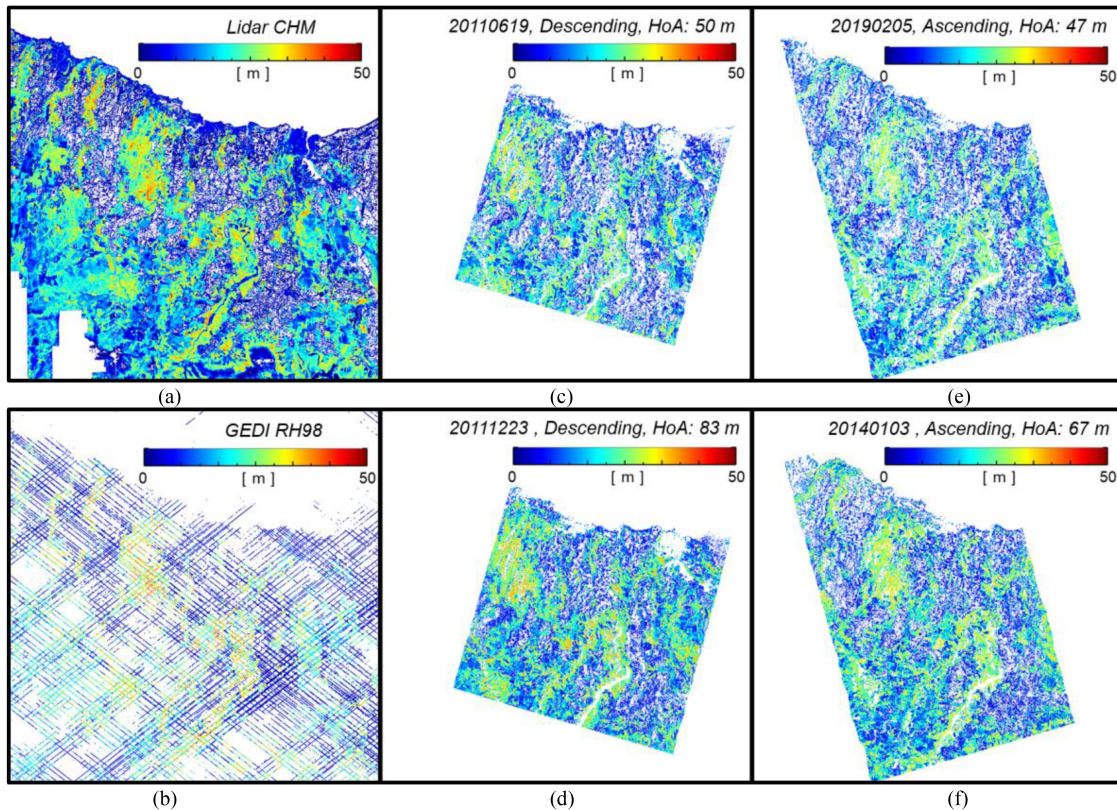 Lidar CHM
0 50
[ m ]
(a)
20110619, Descending, HoA: 50 m
0 50
[ m ]
(c)
20190205, Ascending, HoA: 47 m
0 50
[ m ]
(e)
GEDI RH98
0 50
[ m ]
(b)
20111223 , Descending, HoA: 83 m
0 50
[ m ]
(d)
20140103 , Ascending, HoA: 67 m
0 50
[ m ]
(f)